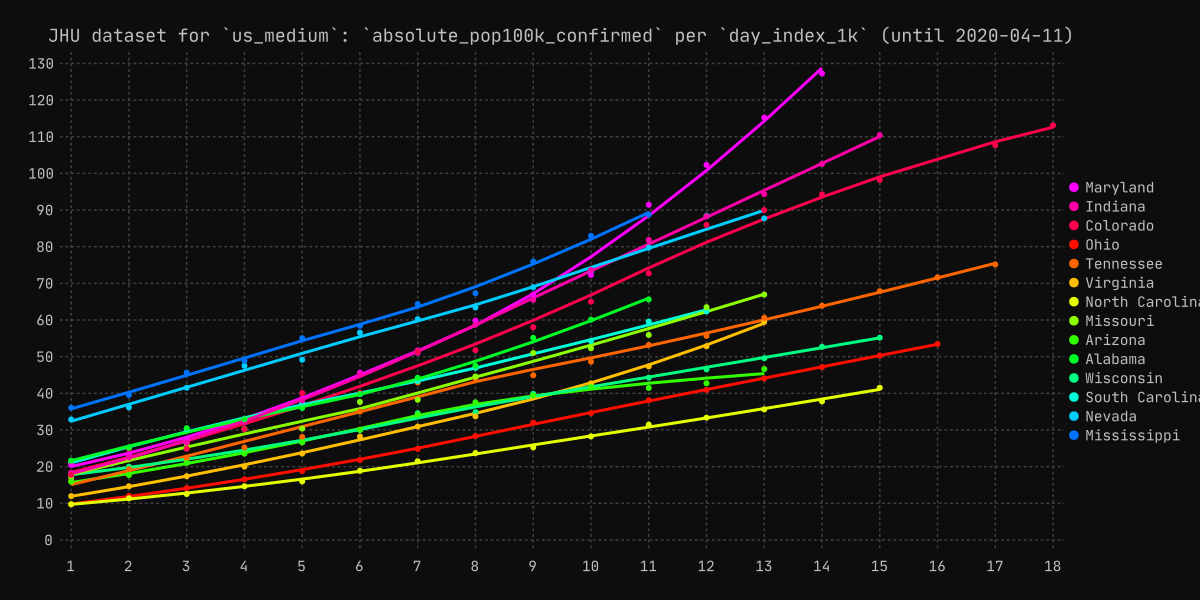 JHU dataset for `us_medium`: `absolute_pop100k_confirmed` per `day_index_1k` (until 2020-04-11)
130
120
110
100
90
80
70
60
50
40
30
20
10
0
1 2 3 4 5 6 7 8 9 10 11 12 13 14 15 16 17 18
Maryland
Indiana
Colorado
Ohio
Tennessee
Virginia
North Carolina
Missouri
Arizona
Alabama
Wisconsin
South Carolina
Nevada
Mississippi